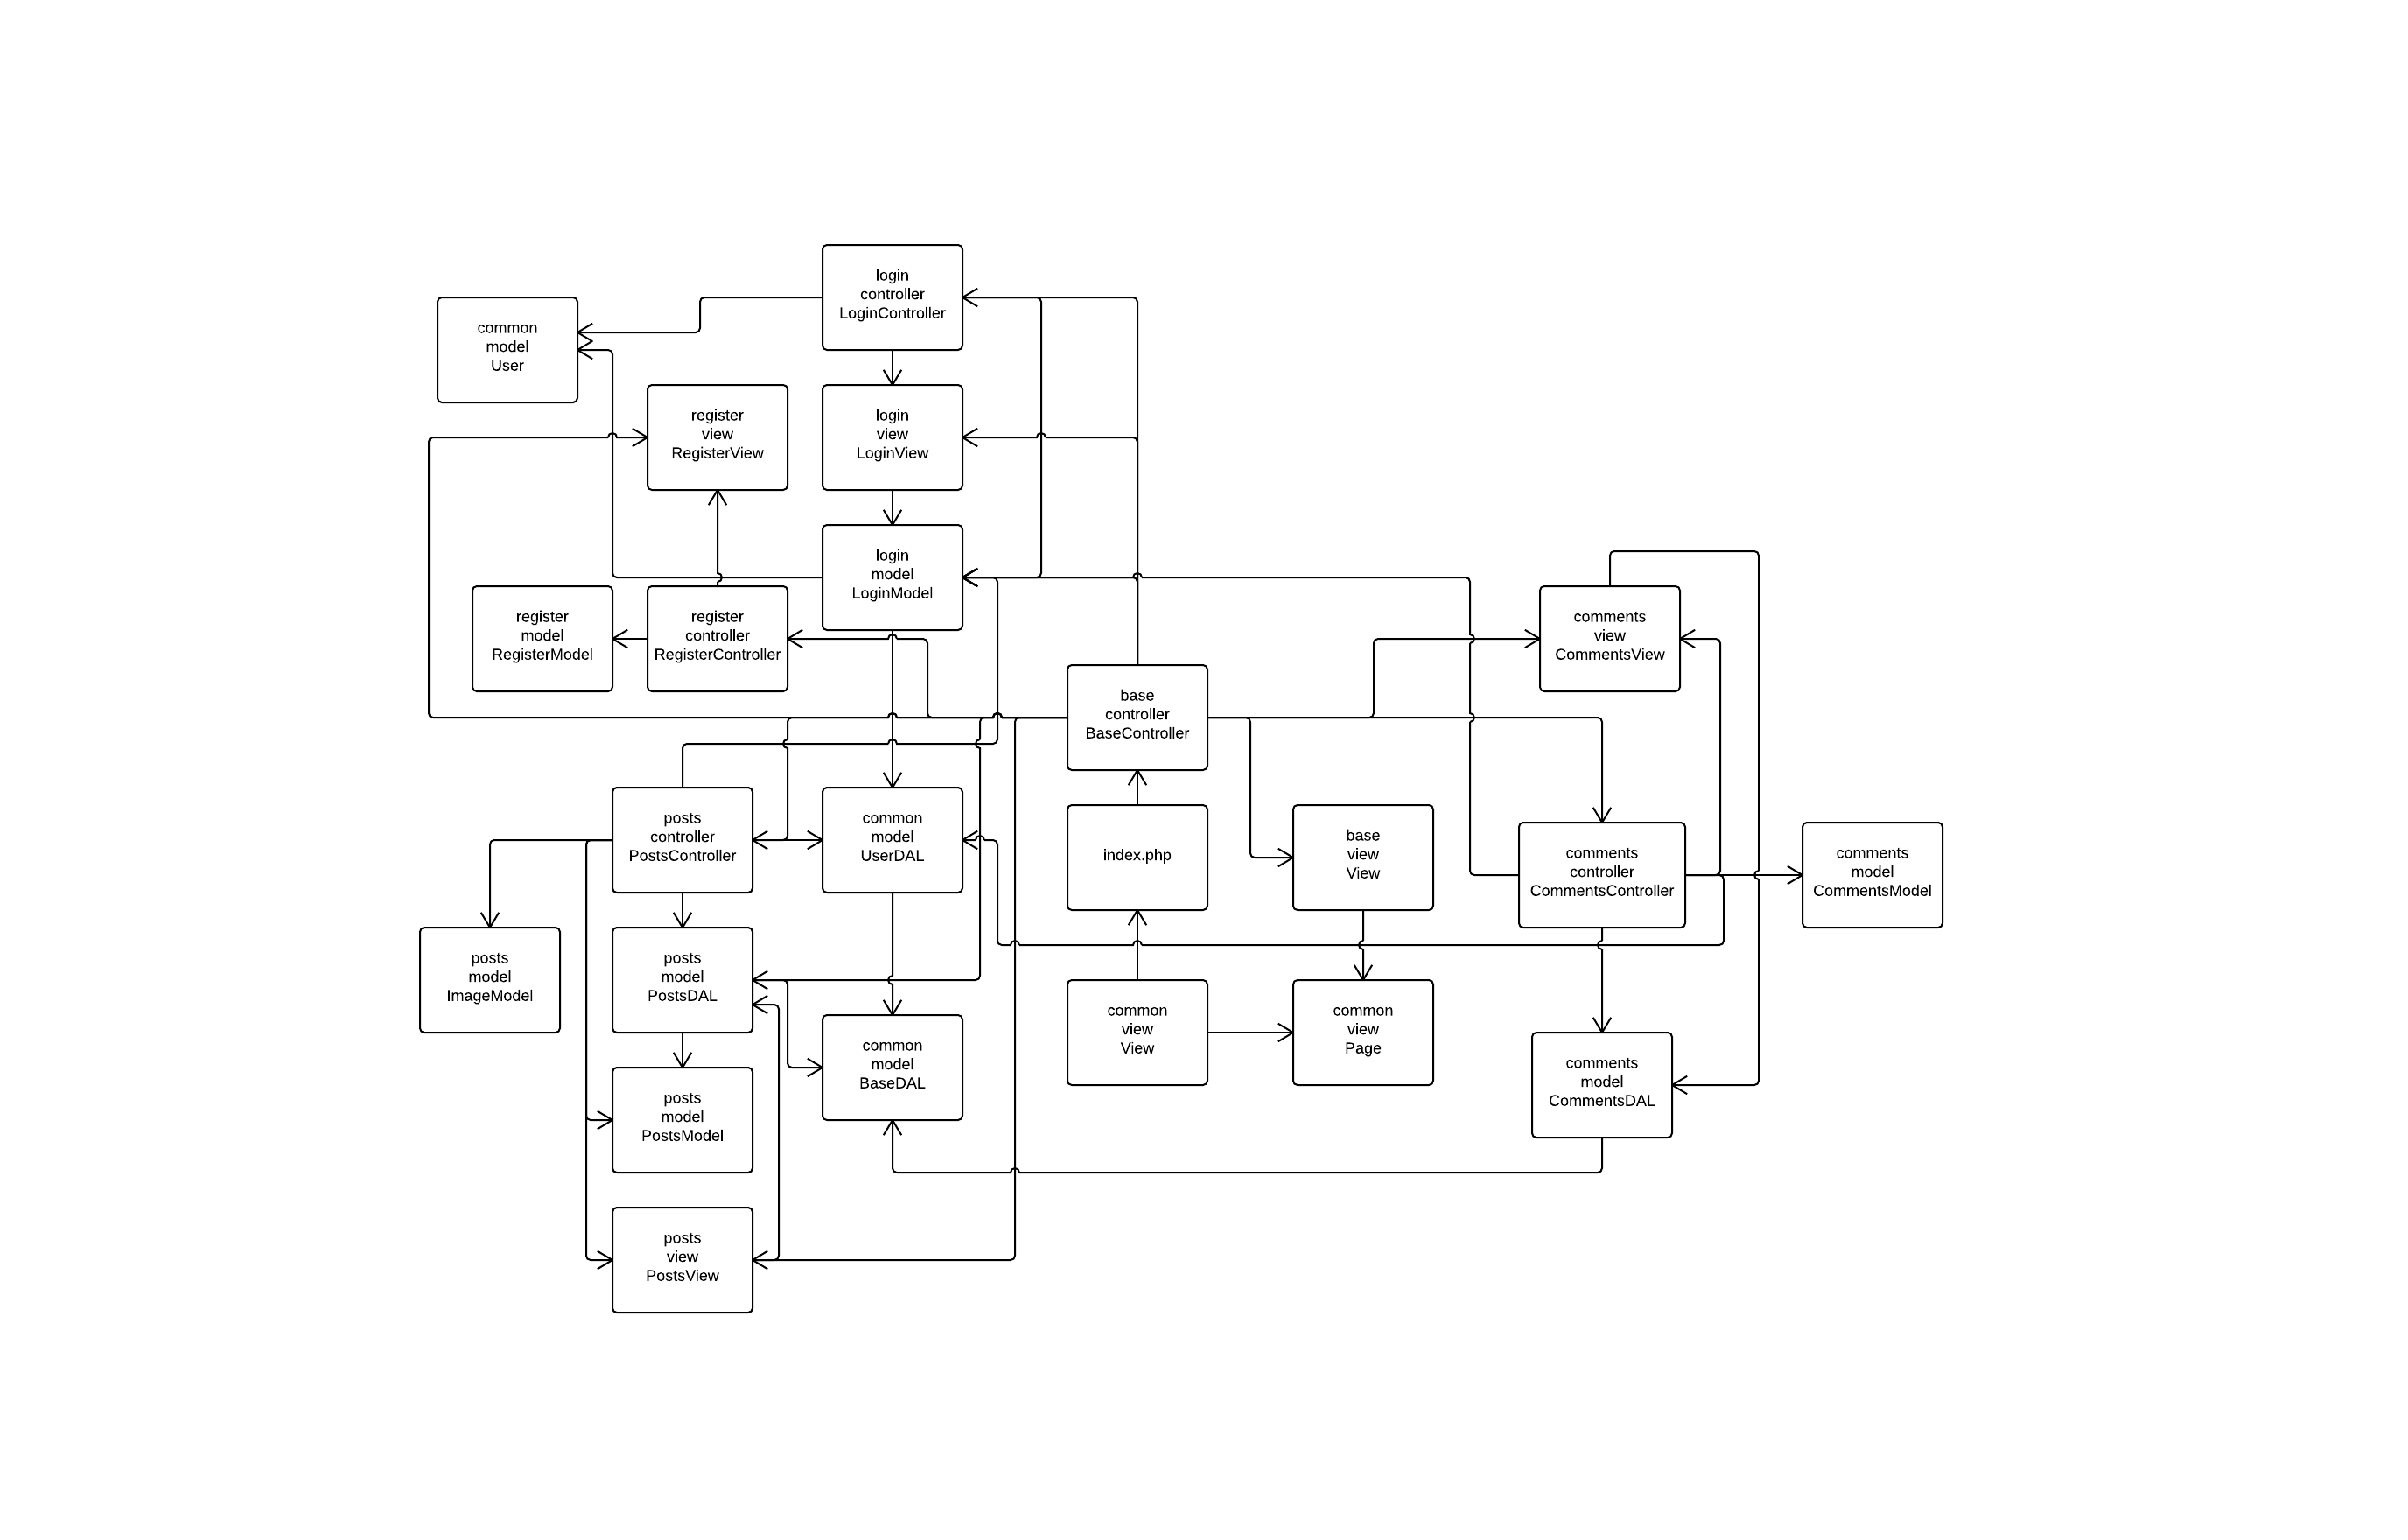 login
controller
LoginController
common
model
User
register
view
RegisterView
login
view
LoginView
login
model
LoginModel
register
model
RegisterModel
register
controller
RegisterController
comments
view
CommentsView
base
controller
BaseController
posts
controller
PostsController
common
model
UserDAL
index.php
base
view
View
comments
controller
CommentsController
comments
model
CommentsModel
posts
model
ImageModel
posts
model
PostsDAL
common
model
BaseDAL
common
view
View
common
view
Page
comments
model
CommentsDAL
posts
model
PostsModel
posts
view
PostsView